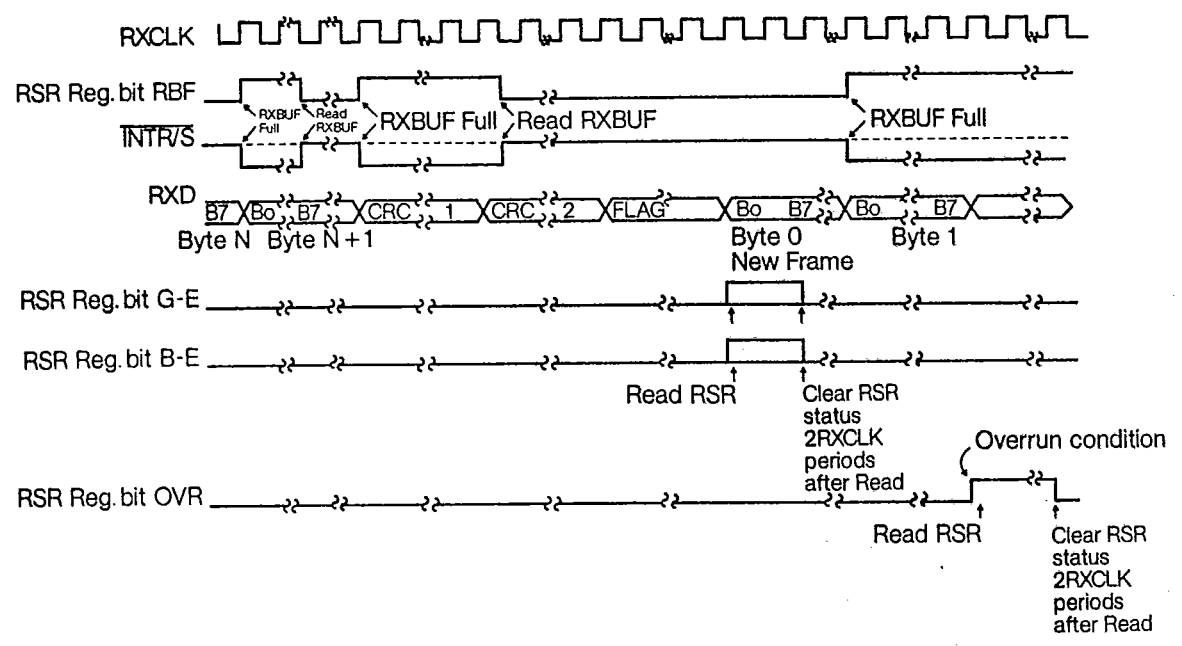 RXCLK
RSR Reg. bit RBF
RXBUF Full
Read RXBUF
RXBUF Full
Read RXBUF
RXBUF Full
INTR/S
RXD
B7 Bo B7 CRC 1 CRC 2 FLAG Bo B7 Bo B7
Byte N Byte N+1 Byte 0 Byte 1
New Frame
RSR Reg. bit G-E
RSR Reg. bit B-E
Read RSR
Clear RSR
status
2RXCLK
periods
after Read
Overrun condition
RSR Reg. bit OVR
Read RSR
Clear RSR
status
2RXCLK
periods
after Read